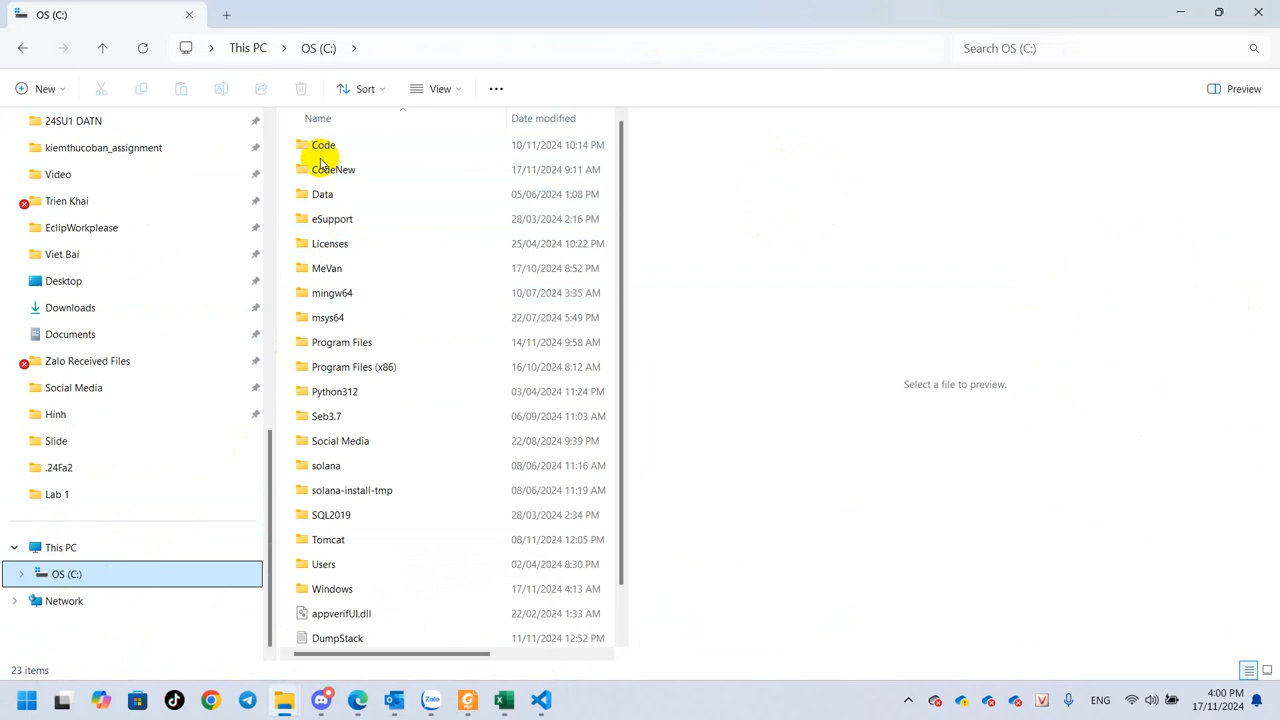 OS (C:)
This PC
OS (C:)
Search OS (C:)
New
Sort
View
Preview
24SU1 DATN
kiemthucoban_assignment
Video
Trien Khai
EclipWorkplease
Viet Bai
Desktop
Downloads
Documents
Zalo Received Files
Social Media
Hinh
Slide
.24Fa2
Lab 1
This PC
OS (C:)
Network
Name Date modified
Code 10/11/2024 10:14 PM
CodeNew 17/11/2024 9:11 AM
Data 05/06/2024 1:08 PM
eSupport 28/03/2024 2:16 PM
Licenses 25/04/2024 10:22 PM
MeVan 17/10/2024 8:52 PM
mingw64 10/07/2024 3:35 AM
msys64 22/07/2024 5:49 PM
Program Files 14/11/2024 9:58 AM
Program Files (x86) 16/10/2024 8:12 AM
Python312 03/04/2024 11:24 PM
Seb3.7 06/09/2024 11:03 AM
Social Media 22/08/2024 9:39 PM
solana 08/06/2024 11:16 AM
solana-install-tmp 08/06/2024 11:19 AM
SQL2019 28/03/2024 2:34 PM
Tomcat 08/11/2024 12:05 PM
Users 02/04/2024 8:30 PM
Windows 17/11/2024 4:13 AM
appverifUI.dll 22/02/2024 1:33 AM
DumpStack 11/11/2024 12:52 PM
Select a file to preview.
23 items
Zalo
ENG
4:00 PM
17/11/2024